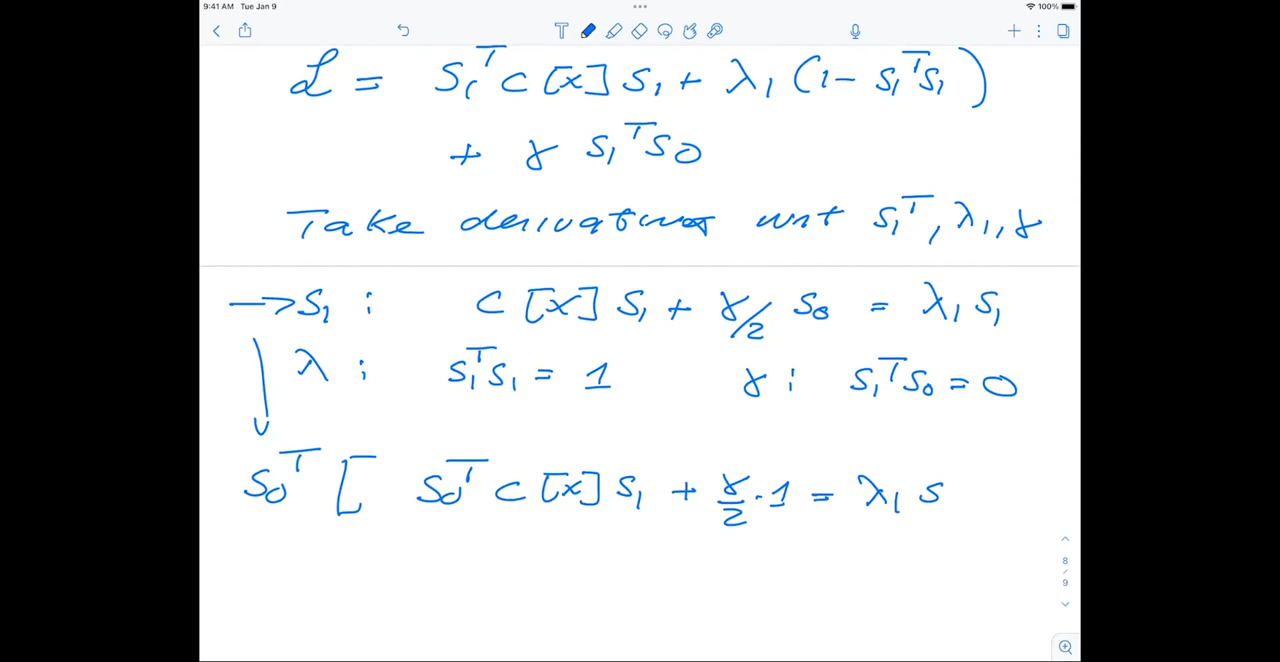 9:41 AM Tue Jan 9 100%
ℒ = S₁ᵀ C [x] S₁ + λ₁ (1 - S₁ᵀS₁)
+ γ S₁ᵀS0
Take derivatives wrt S₁ᵀ, λ₁, γ
→ S₁ : C [x] S₁ + γ/2 S₀ = λ₁ S₁
λ : S₁ᵀS₁ = 1 γ : S₁ᵀS₀ = 0
S₀ᵀ [ S₀ᵀ C [x] S₁ + γ/2 · 1 = λ₁ S
8
/
9